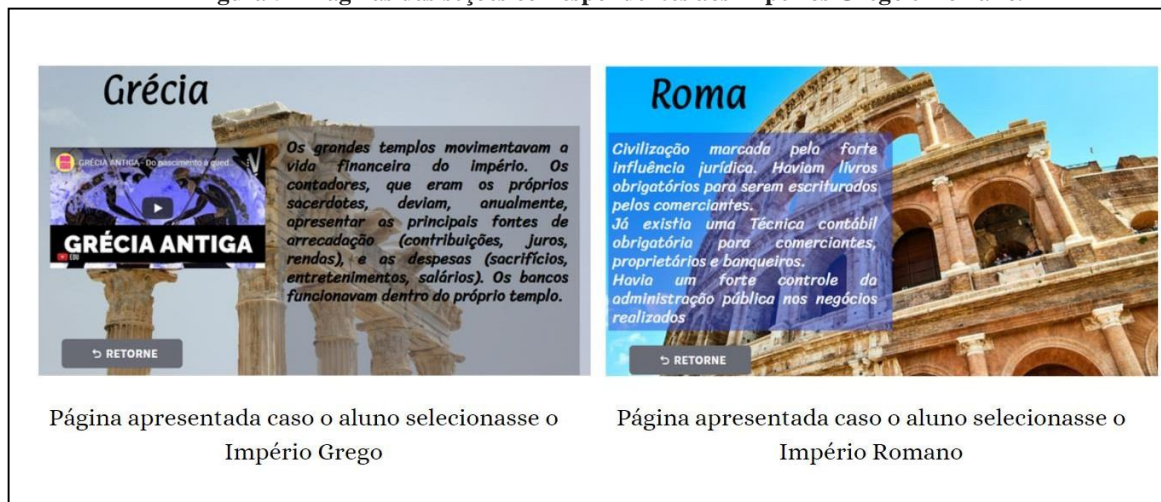 Grécia
GRÉCIA ANTIGA - Do nascimento à qued...
GRÉCIA ANTIGA
Os grandes templos movimentavam a
vida financeira do império. Os
contadores, que eram os próprios
sacerdotes, deviam, anualmente,
apresentar as principais fontes de
arrecadação (contribuições, juros,
rendas), e as despesas (sacrifícios,
entretenimentos, salários). Os bancos
funcionavam dentro do próprio templo.
RETORNE
Página apresentada caso o aluno selecionasse o
Império Grego
Roma
Civilização marcada pela forte
influência jurídica. Haviam livros
obrigatórios para serem escriturados
pelos comerciantes.
Já existia uma Técnica contábil
obrigatória para comerciantes,
proprietários e banqueiros.
Havia um forte controle da
administração pública nos negócios
realizados
RETORNE
Página apresentada caso o aluno selecionasse o
Império Romano